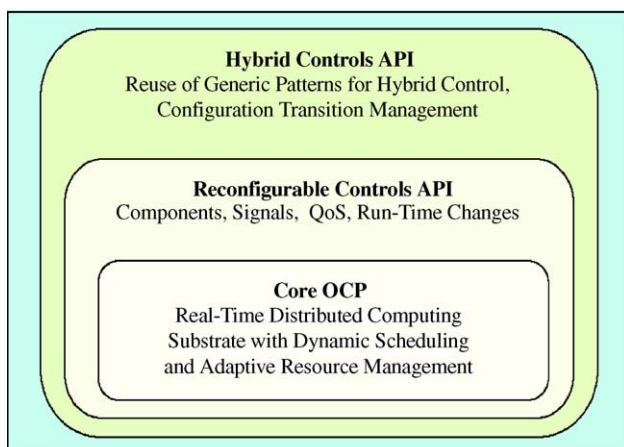 Hybrid Controls API
Reuse of Generic Patterns for Hybrid Control,
Configuration Transition Management
Reconfigurable Controls API
Components, Signals, QoS, Run-Time Changes
Core OCP
Real-Time Distributed Computing
Substrate with Dynamic Scheduling
and Adaptive Resource Management